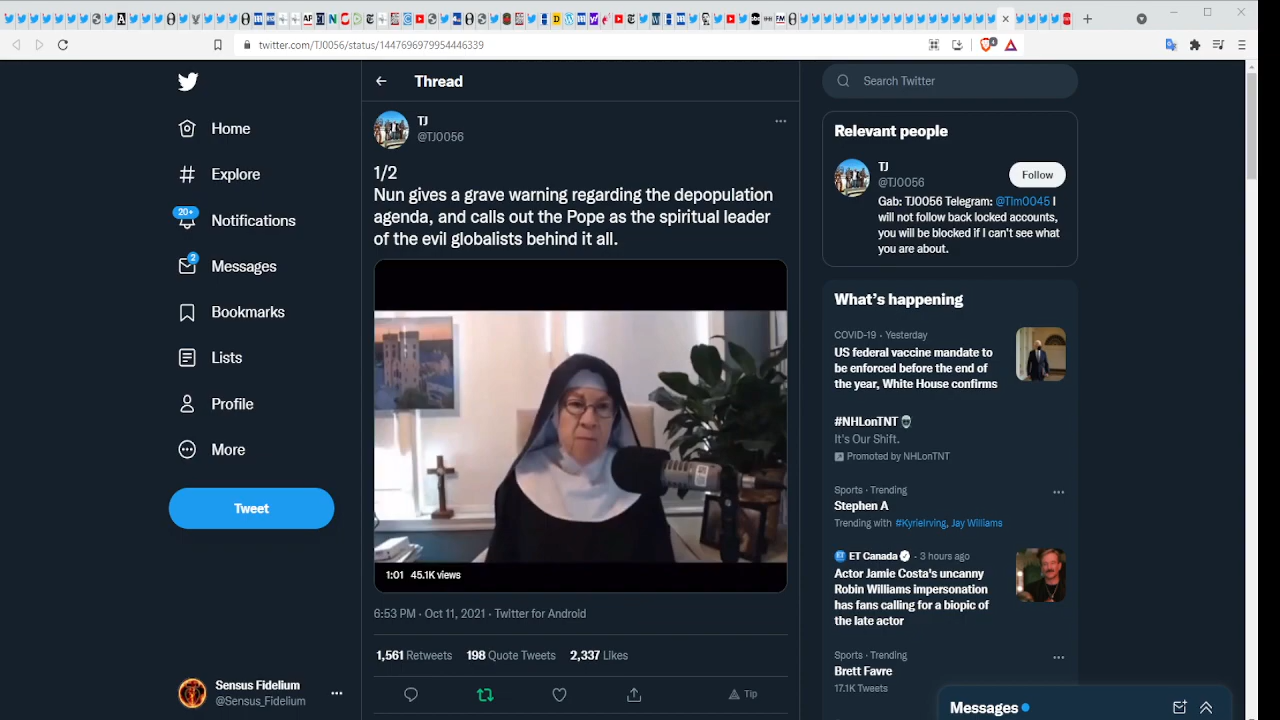 twitter.com/TJ0056/status/1447696979954446339
Home
Explore
20+
Notifications
2
Messages
Bookmarks
Lists
Profile
More
Tweet
Sensus Fidelium
@Sensus_Fidelium
Thread
TJ
@TJ0056
1/2
Nun gives a grave warning regarding the depopulation
agenda, and calls out the Pope as the spiritual leader
of the evil globalists behind it all.
1:01 45.1K views
6:53 PM · Oct 11, 2021 · Twitter for Android
1,561 Retweets 198 Quote Tweets 2,337 Likes
Tip
Search Twitter
Relevant people
TJ
@TJ0056
Follow
Gab: TJ0056 Telegram: @TIm0045 I
will not follow back locked accounts,
you will be blocked if I can't see what
you are about.
What's happening
COVID-19 · Yesterday
US federal vaccine mandate to
be enforced before the end of
the year, White House confirms
#NHLonTNT
It's Our Shift.
Promoted by NHLonTNT
Sports · Trending
Stephen A
Trending with #KyrieIrving, Jay Williams
ET Canada · 3 hours ago
Actor Jamie Costa's uncanny
Robin Williams impersonation
has fans calling for a biopic of
the late actor
Sports · Trending
Brett Favre
17.1K Tweets
Messages